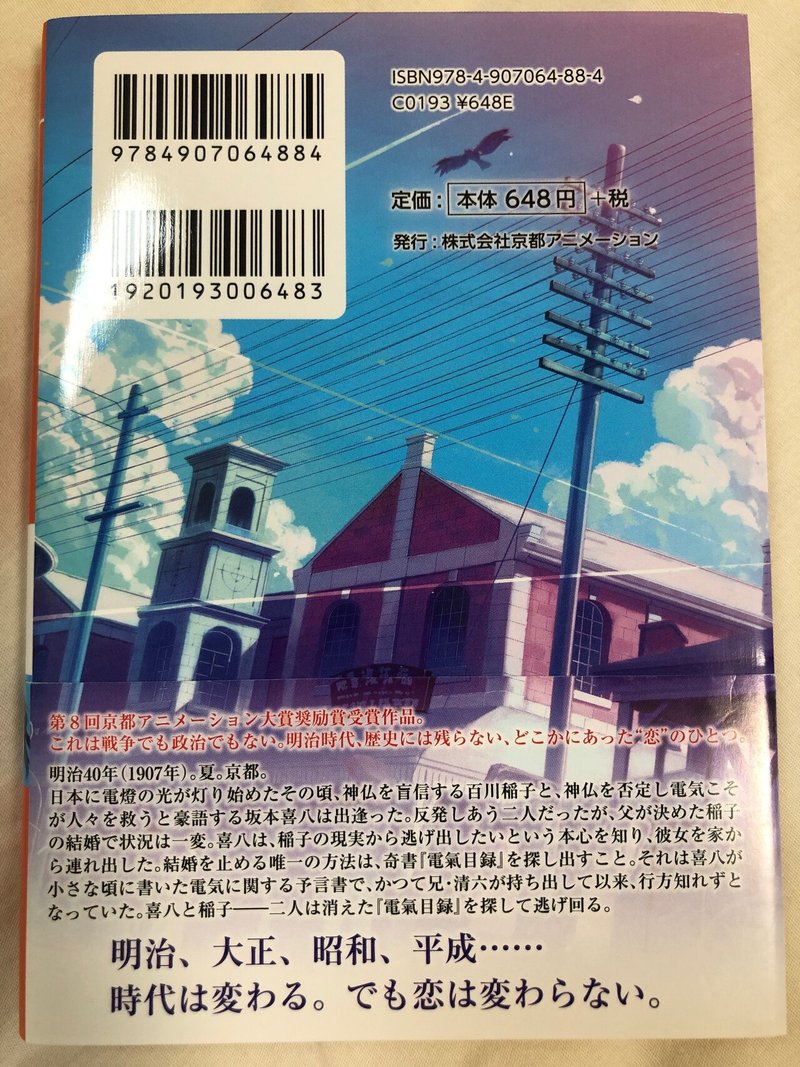 9784907064884
1920193006483
ISBN978-4-907064-88-4
C0193 ¥648E
定価：本体 648円＋税
発行：株式会社京都アニメーション
第8回京都アニメーション大賞奨励賞受賞作品。
これは戦争でも政治でもない。明治時代、歴史には残らない、どこかにあった“恋”のひとつ。
明治40年（1907年）。夏。京都。
日本に電燈の光が灯り始めたその頃、神仏を盲信する百川稲子と、神仏を否定し電気こそ
が人々を救うと豪語する坂本喜八は出逢った。反発しあう二人だったが、父が決めた稲子
の結婚で状況は一変。喜八は、稲子の現実から逃げ出したいという本心を知り、彼女を家か
ら連れ出した。結婚を止める唯一の方法は、奇書『電氣目録』を探し出すこと。それは喜八が
小さな頃に書いた電気に関する予言書で、かつて兄・清六が持ち出して以来、行方知れずと
なっていた。喜八と稲子――二人は消えた『電氣目録』を探して逃げ回る。
明治、大正、昭和、平成……
時代は変わる。でも恋は変わらない。